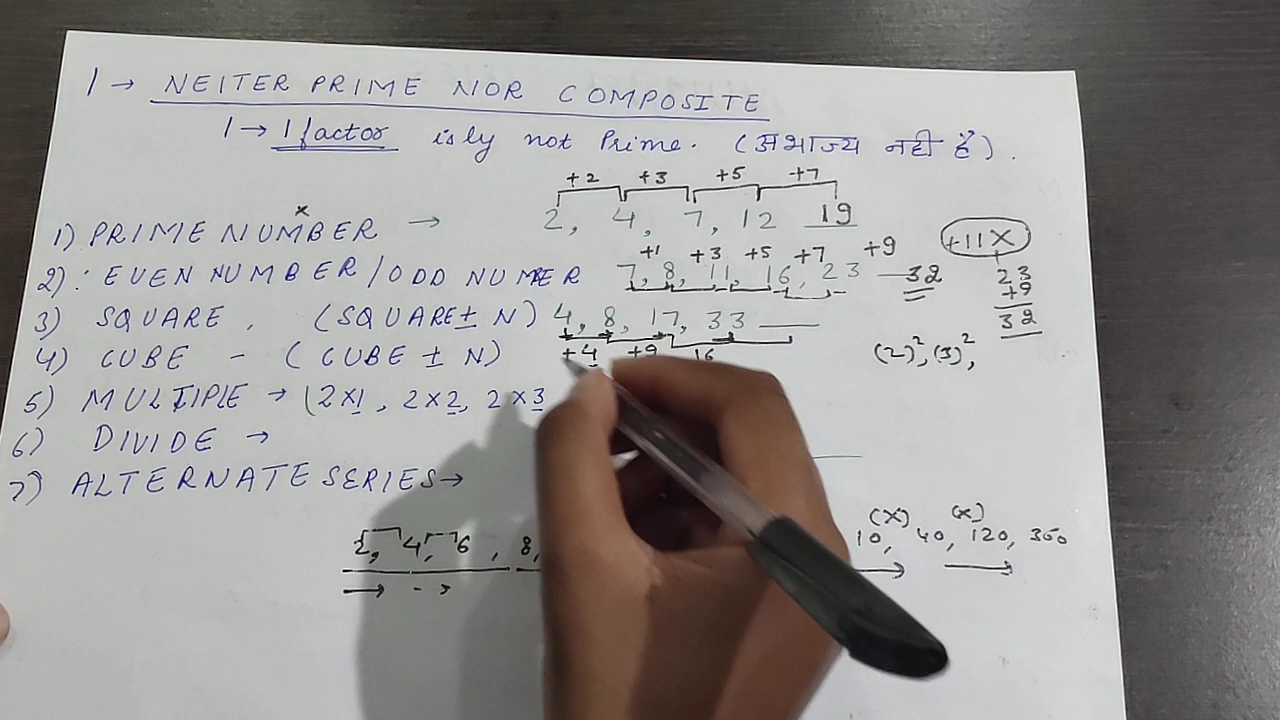 1 → NEITER PRIME NOR COMPOSITE
1 → 1 factor isly not Prime. (अभाज्य नहीं है).
+2 +3 +5 +7
1) PRIME NUMBER x → 2, 4, 7, 12 19
+1 +3 +5 +7 +9 +11X
2): EVEN NUMBER / ODD NUMBER 7, 8, 11, 16, 23 32
23
+9
32
3) SQUARE, (SQUARE ± N) 4, 8, 17, 33
+4 +9 16
4) CUBE - (CUBE ± N) (2)², (3)²,
5) MULTIPLE → (2×1, 2×2, 2×3
6) DIVIDE →
7) ALTERNATE SERIES →
(X) (x)
2, 4, 6, 8, 10, 40, 120, 360